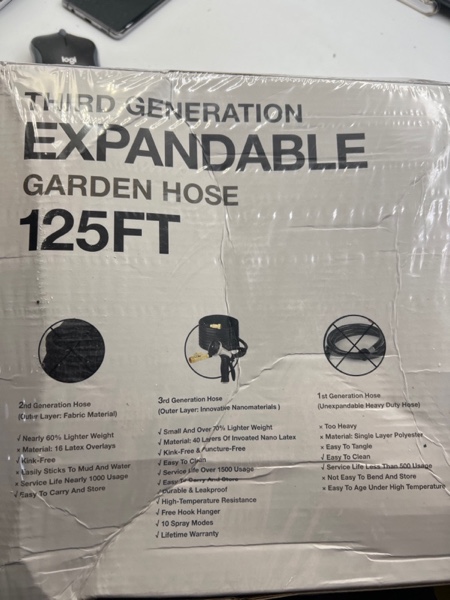 logi
THIRD GENERATION
EXPANDABLE
GARDEN HOSE
125FT
2nd Generation Hose
(Outer Layer: Fabric Material)
√ Nearly 60% Lighter Weight
× Material: 16 Latex Overlays
√ Kink-Free
× Easily Sticks To Mud And Water
× Service Life Nearly 1000 Usage
√ Easy To Carry And Store
3rd Generation Hose
(Outer Layer: Innovative Nanomaterials )
√ Small And Over 70% Lighter Weight
√ Material: 40 Layers Of Invoated Nano Latex
√ Kink-Free & Puncture-Free
√ Easy To Clean
√ Service Life Over 1500 Usage
√ Easy To Carry And Store
√ Durable & Leakproof
√ High-Temperature Resistance
√ Free Hook Hanger
√ 10 Spray Modes
√ Lifetime Warranty
1st Generation Hose
(Unexpandable Heavy Duty Hose)
× Too Heavy
× Material: Single Layer Polyester
× Easy To Tangle
√ Easy To Clean
√ Service Life Less Than 500 Usage
× Not Easy To Bend And Store
× Easy To Age Under High Temperature